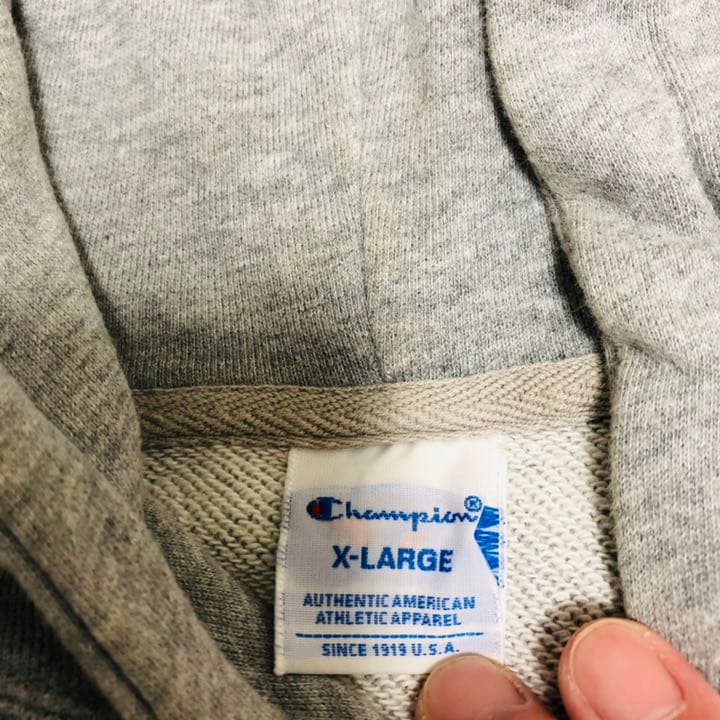 Champion®
X-LARGE
AUTHENTIC AMERICAN
ATHLETIC APPAREL
SINCE 1919 U.S.A.